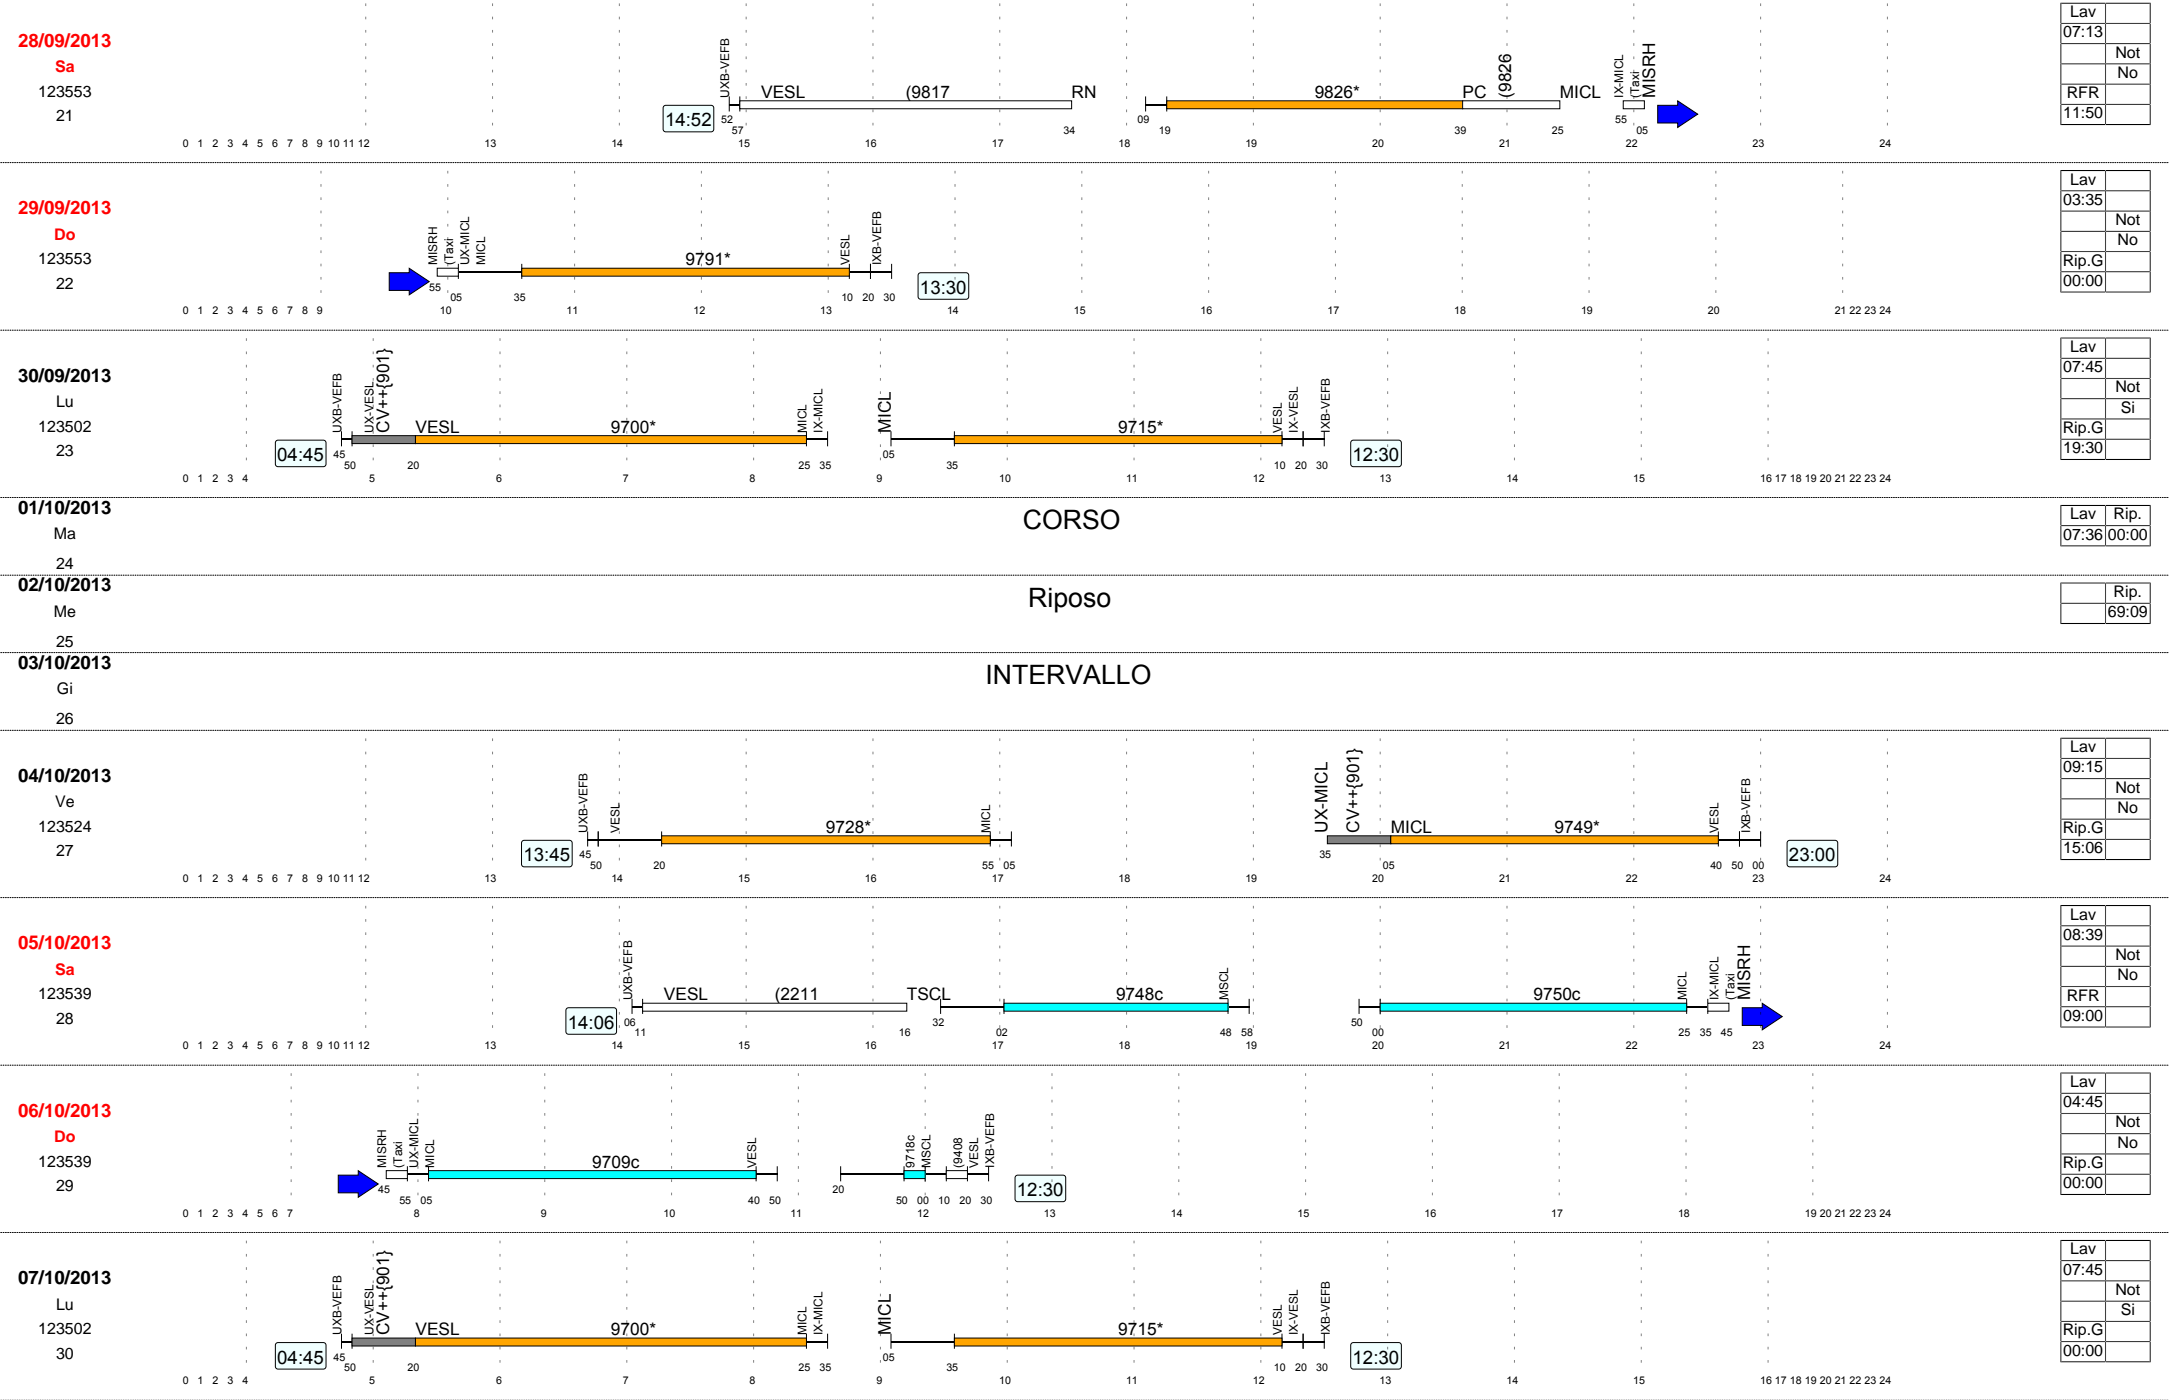 28/09/2013
Sa
123553
21
14:52
UXB-VEFB
VESL (9817 RN
9826* PC (9826 MICL
IX-MICL (Taxi MISRH
52 57 34 09 19 39 25 55 05
0 1 2 3 4 5 6 7 8 9 10 11 12 13 14 15 16 17 18 19 20 21 22 23 24
Lav
07:13
Not
No
RFR
11:50
29/09/2013
Do
123553
22
MISRH (Taxi UX-MICL MICL
9791*
VESL IXB-VEFB
13:30
55 05 35 10 20 30
0 1 2 3 4 5 6 7 8 9 10 11 12 13 14 15 16 17 18 19 20 21 22 23 24
Lav
03:35
Not
No
Rip.G
00:00
30/09/2013
Lu
123502
23
04:45
UXB-VEFB UX-VESL CV++{901}
VESL 9700* MICL IX-MICL
MICL 9715* VESL IX-VESL IXB-VEFB
12:30
45 50 20 25 35 05 35 10 20 30
0 1 2 3 4 5 6 7 8 9 10 11 12 13 14 15 16 17 18 19 20 21 22 23 24
Lav
07:45
Not
Si
Rip.G
19:30
01/10/2013
Ma
24
CORSO
Lav Rip.
07:36 00:00
02/10/2013
Me
25
Riposo
Rip.
69:09
03/10/2013
Gi
26
INTERVALLO
04/10/2013
Ve
123524
27
13:45
UXB-VEFB VESL
9728* MICL
UX-MICL CV++{901}
MICL 9749* VESL IXB-VEFB
23:00
45 50 20 55 05 35 05 40 50 00
0 1 2 3 4 5 6 7 8 9 10 11 12 13 14 15 16 17 18 19 20 21 22 23 24
Lav
09:15
Not
No
Rip.G
15:06
05/10/2013
Sa
123539
28
14:06
UXB-VEFB
VESL (2211 TSCL
9748c MSCL
9750c MICL IX-MICL (Taxi MISRH
06 11 16 32 02 48 58 50 00 25 35 45
0 1 2 3 4 5 6 7 8 9 10 11 12 13 14 15 16 17 18 19 20 21 22 23 24
Lav
08:39
Not
No
RFR
09:00
06/10/2013
Do
123539
29
MISRH (Taxi UX-MICL MICL
9709c VESL
9718c MSCL (9408 VESL IXB-VEFB
12:30
45 55 05 40 50 20 50 00 10 20 30
0 1 2 3 4 5 6 7 8 9 10 11 12 13 14 15 16 17 18 19 20 21 22 23 24
Lav
04:45
Not
No
Rip.G
00:00
07/10/2013
Lu
123502
30
04:45
UXB-VEFB UX-VESL CV++{901}
VESL 9700* MICL IX-MICL
MICL 9715* VESL IX-VESL IXB-VEFB
12:30
45 50 20 25 35 05 35 10 20 30
0 1 2 3 4 5 6 7 8 9 10 11 12 13 14 15 16 17 18 19 20 21 22 23 24
Lav
07:45
Not
Si
Rip.G
00:00